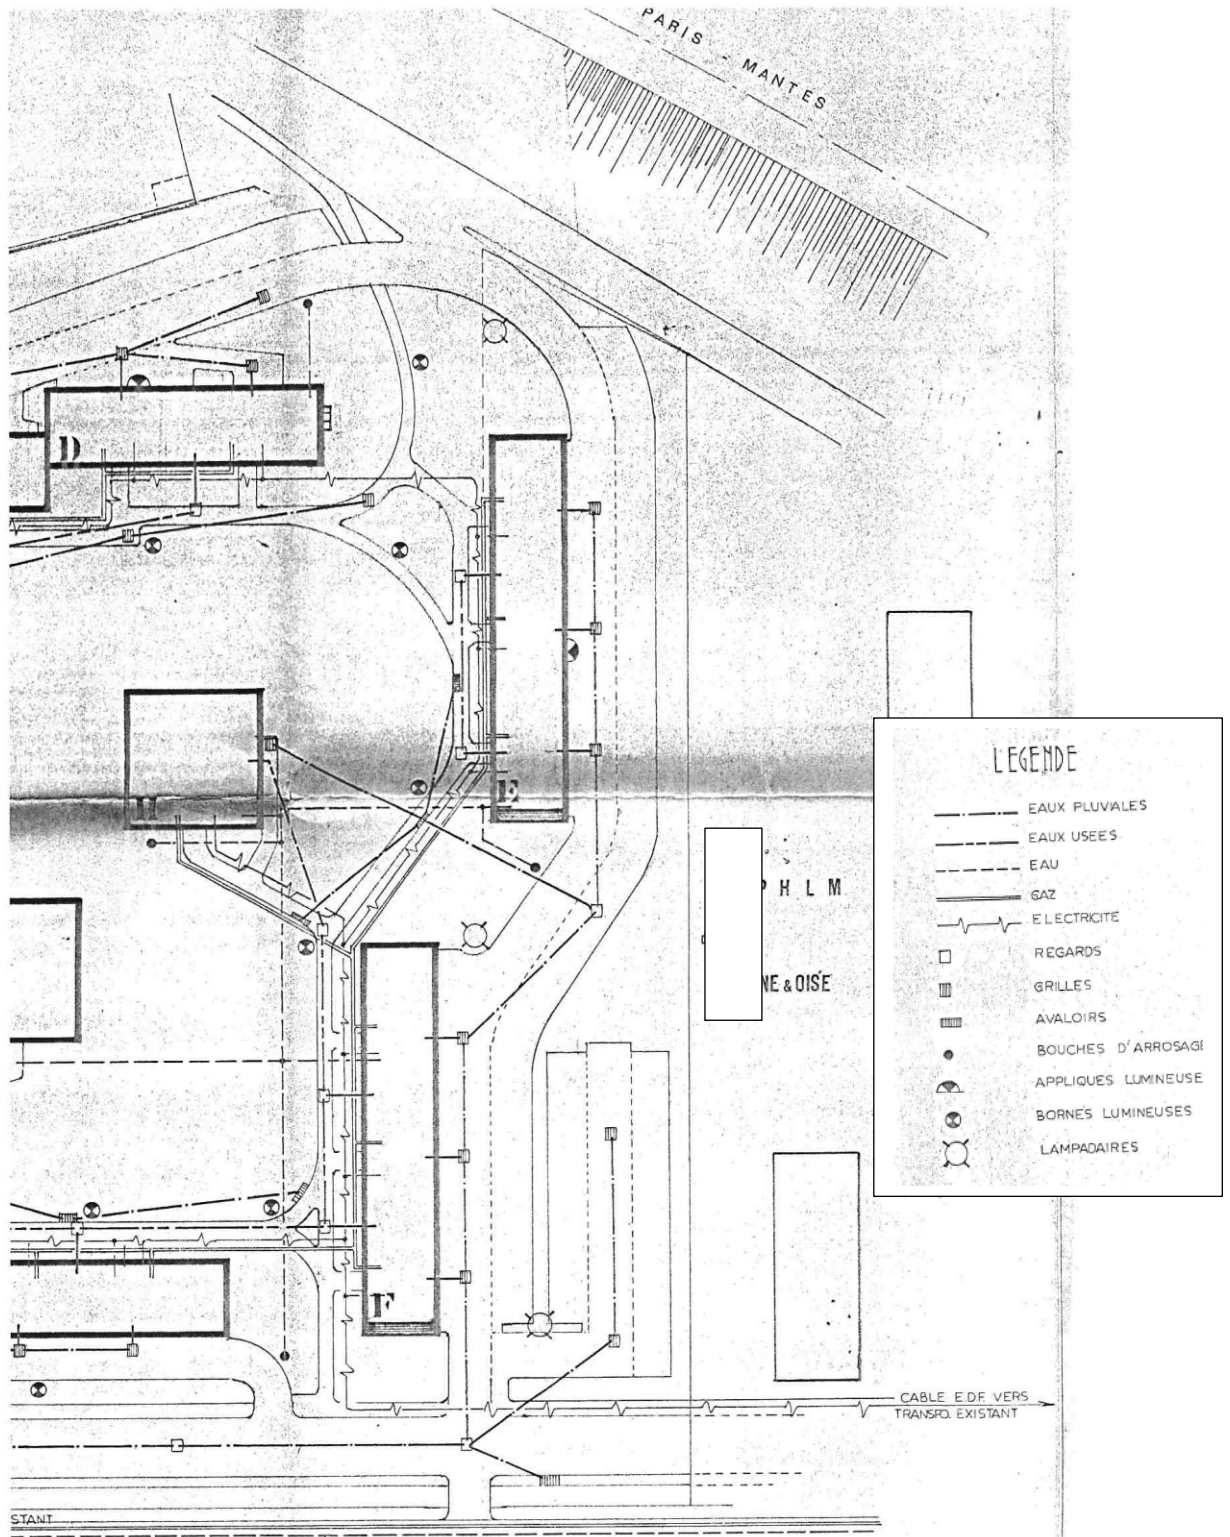 PARIS - MANTES
D
E
H
LEGENDE
EAUX PLUVIALES
EAUX USEES
EAU
GAZ
ELECTRICITE
REGARDS
GRILLES
AVALOIRS
BOUCHES D'ARROSAGE
APPLIQUES LUMINEUSE
BORNES LUMINEUSES
LAMPADAIRES
P H L M
NE & OISE
F
CABLE E.D.F. VERS
TRANSFO. EXISTANT
STANT